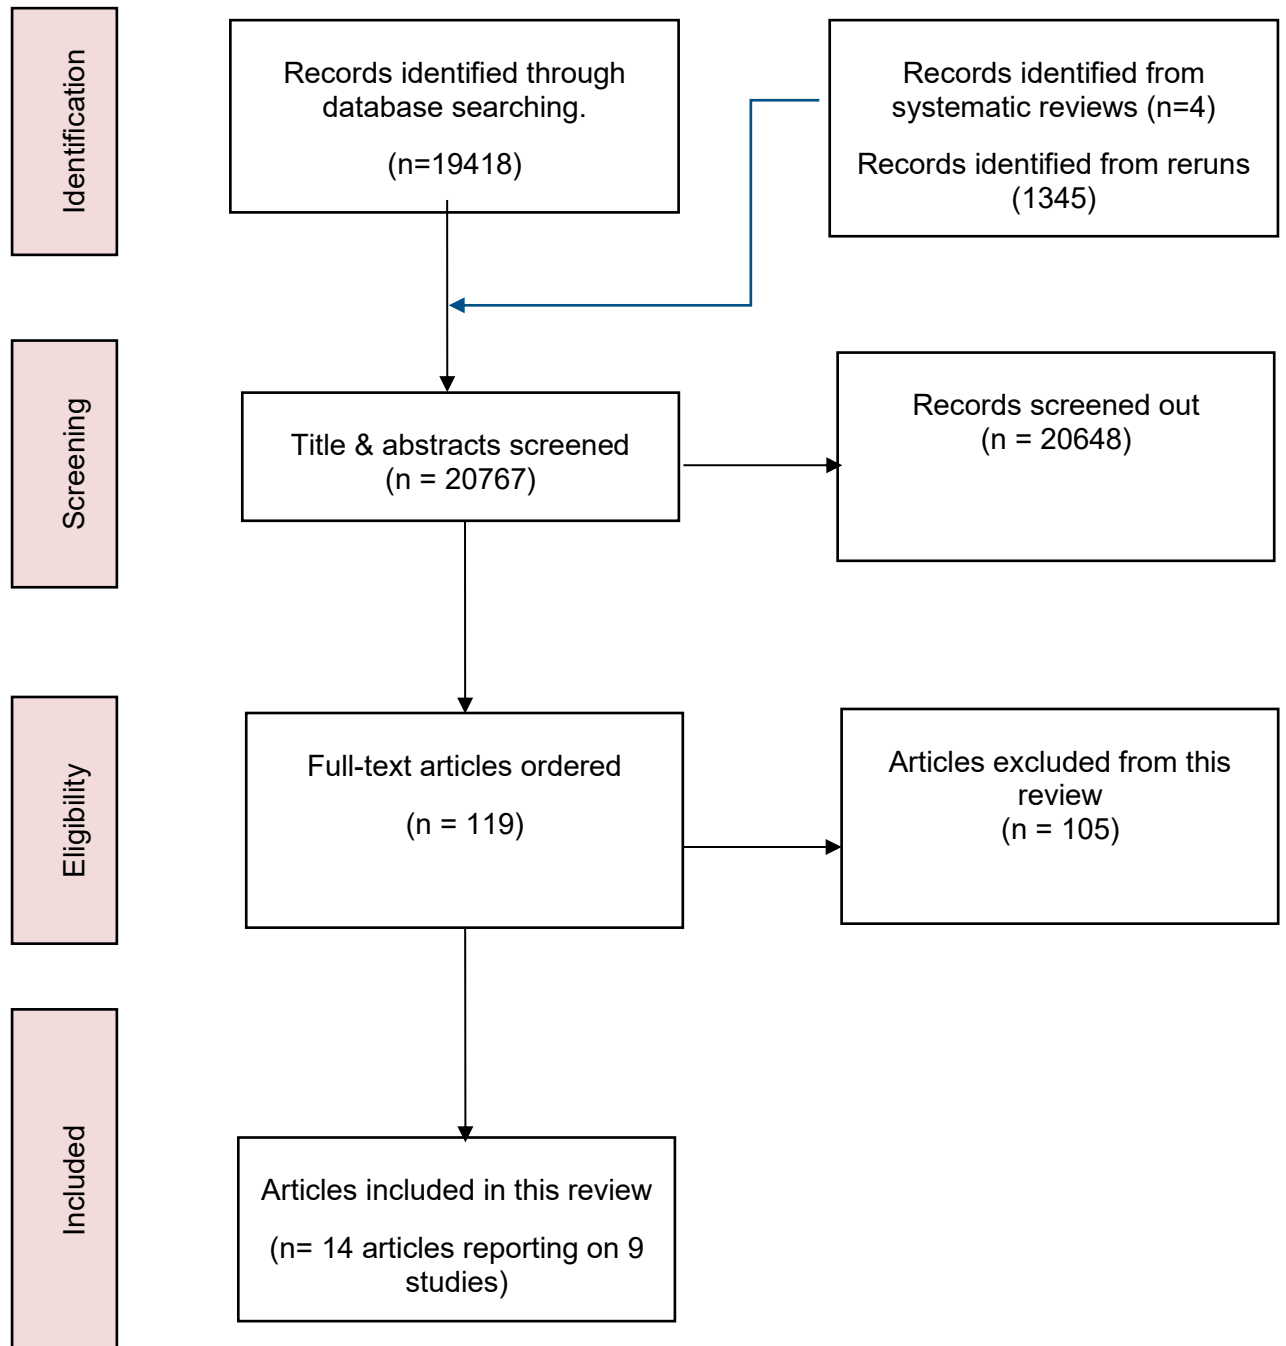 Identification
Records identified through
database searching.
(n=19418)
Records identified from
systematic reviews (n=4)
Records identified from reruns
(1345)
Screening
Title & abstracts screened
(n = 20767)
Records screened out
(n = 20648)
Eligibility
Full-text articles ordered
(n = 119)
Articles excluded from this
review
(n = 105)
Included
Articles included in this review
(n= 14 articles reporting on 9
studies)